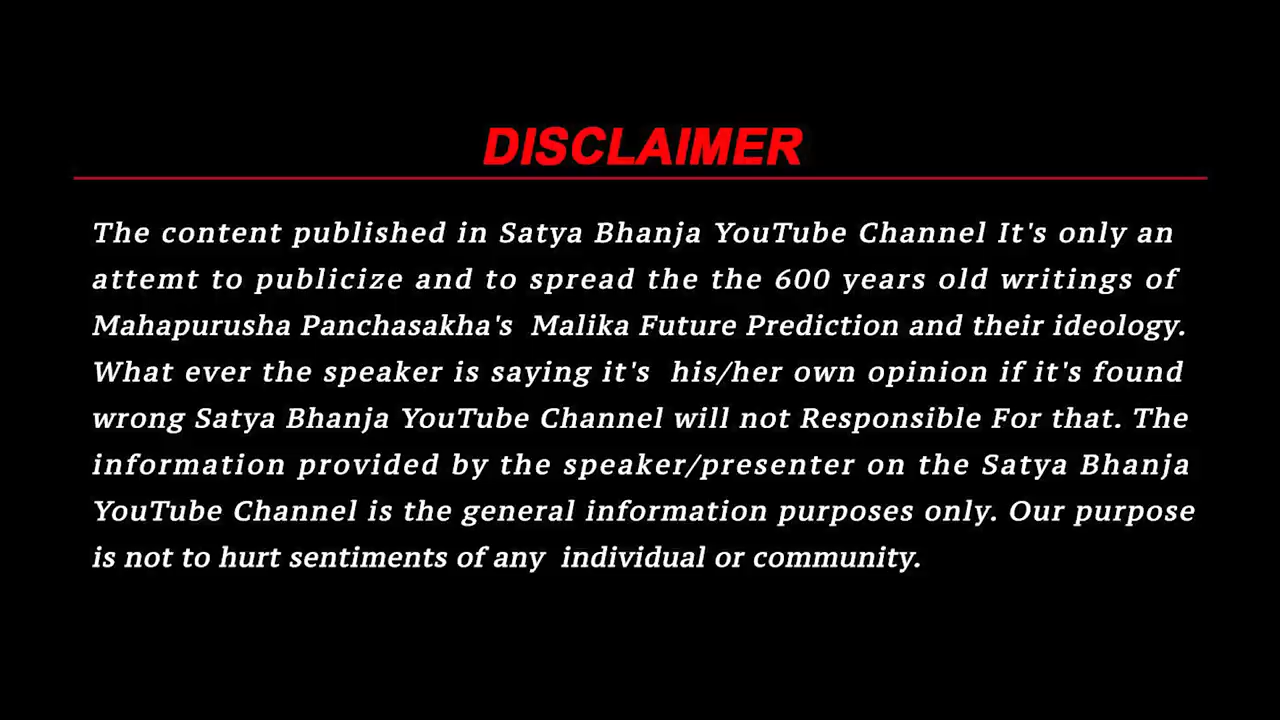 DISCLAIMER
The content published in Satya Bhanja YouTube Channel It's only an
attemt to publicize and to spread the the 600 years old writings of
Mahapurusha Panchasakha's Malika Future Prediction and their ideology.
What ever the speaker is saying it's his/her own opinion if it's found
wrong Satya Bhanja YouTube Channel will not Responsible For that. The
information provided by the speaker/presenter on the Satya Bhanja
YouTube Channel is the general information purposes only. Our purpose
is not to hurt sentiments of any individual or community.